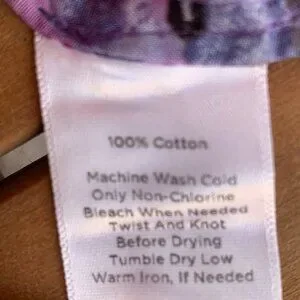 100% Cotton
Machine Wash Cold
Only Non-Chlorine
Bleach When Needed
Twist And Knot
Before Drying
Tumble Dry Low
Warm Iron, If Needed